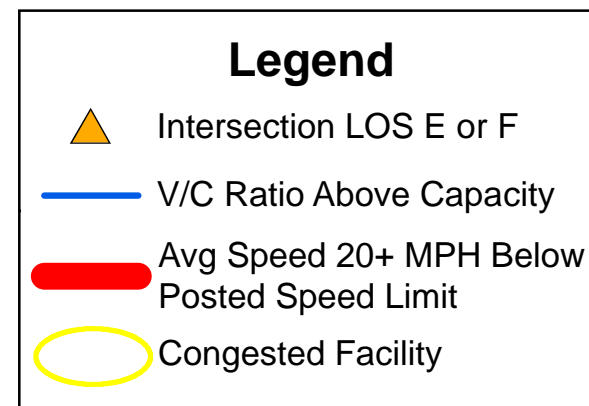 Legend
Intersection LOS E or F
V/C Ratio Above Capacity
Avg Speed 20+ MPH Below
Posted Speed Limit
Congested Facility